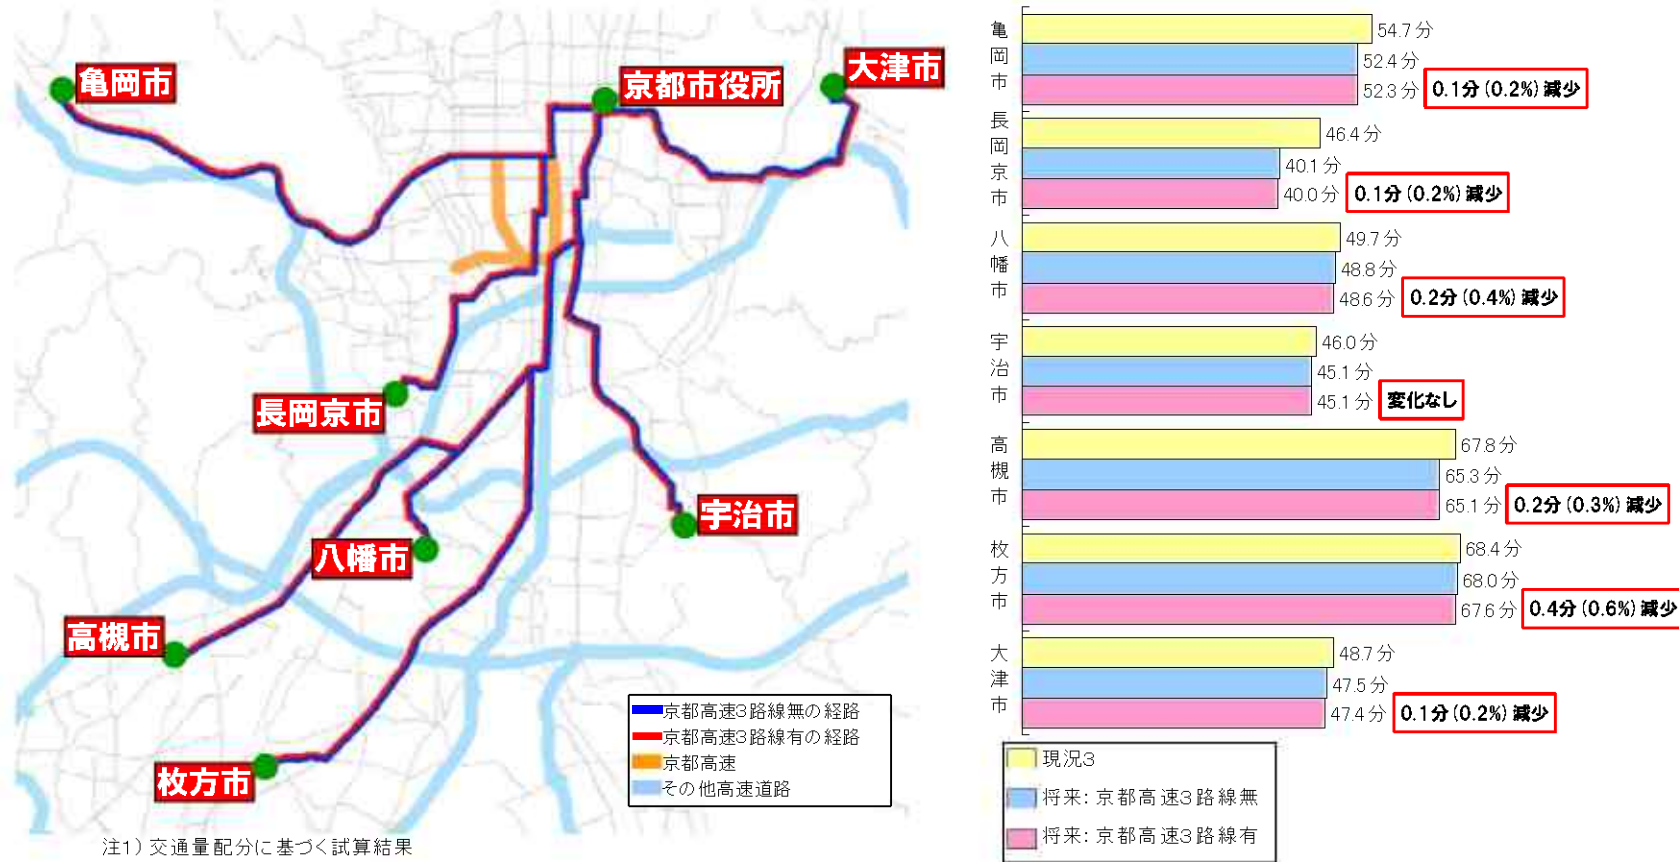 亀岡市
京都市役所
大津市
長岡京市
宇治市
八幡市
高槻市
枚方市
京都高速3路線無の経路
京都高速3路線有の経路
京都高速
その他高速道路
注1）交通量配分に基づく試算結果
亀岡市
54.7分
52.4分
52.3分 0.1分(0.2%)減少
長岡京市
46.4分
40.1分
40.0分 0.1分(0.2%)減少
八幡市
49.7分
48.8分
48.6分 0.2分(0.4%)減少
宇治市
46.0分
45.1分
45.1分 変化なし
高槻市
67.8分
65.3分
65.1分 0.2分(0.3%)減少
枚方市
68.4分
68.0分
67.6分 0.4分(0.6%)減少
大津市
48.7分
47.5分
47.4分 0.1分(0.2%)減少
現況3
将来：京都高速3路線無
将来：京都高速3路線有